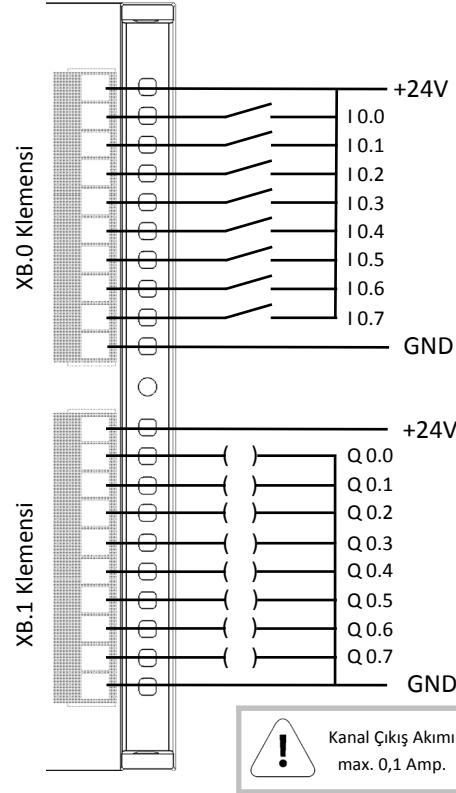 XB.0 Klemensi
+24V
I 0.0
I 0.1
I 0.2
I 0.3
I 0.4
I 0.5
I 0.6
I 0.7
GND
XB.1 Klemensi
+24V
Q 0.0
Q 0.1
Q 0.2
Q 0.3
Q 0.4
Q 0.5
Q 0.6
Q 0.7
GND
!
Kanal Çıkış Akımı
max. 0,1 Amp.